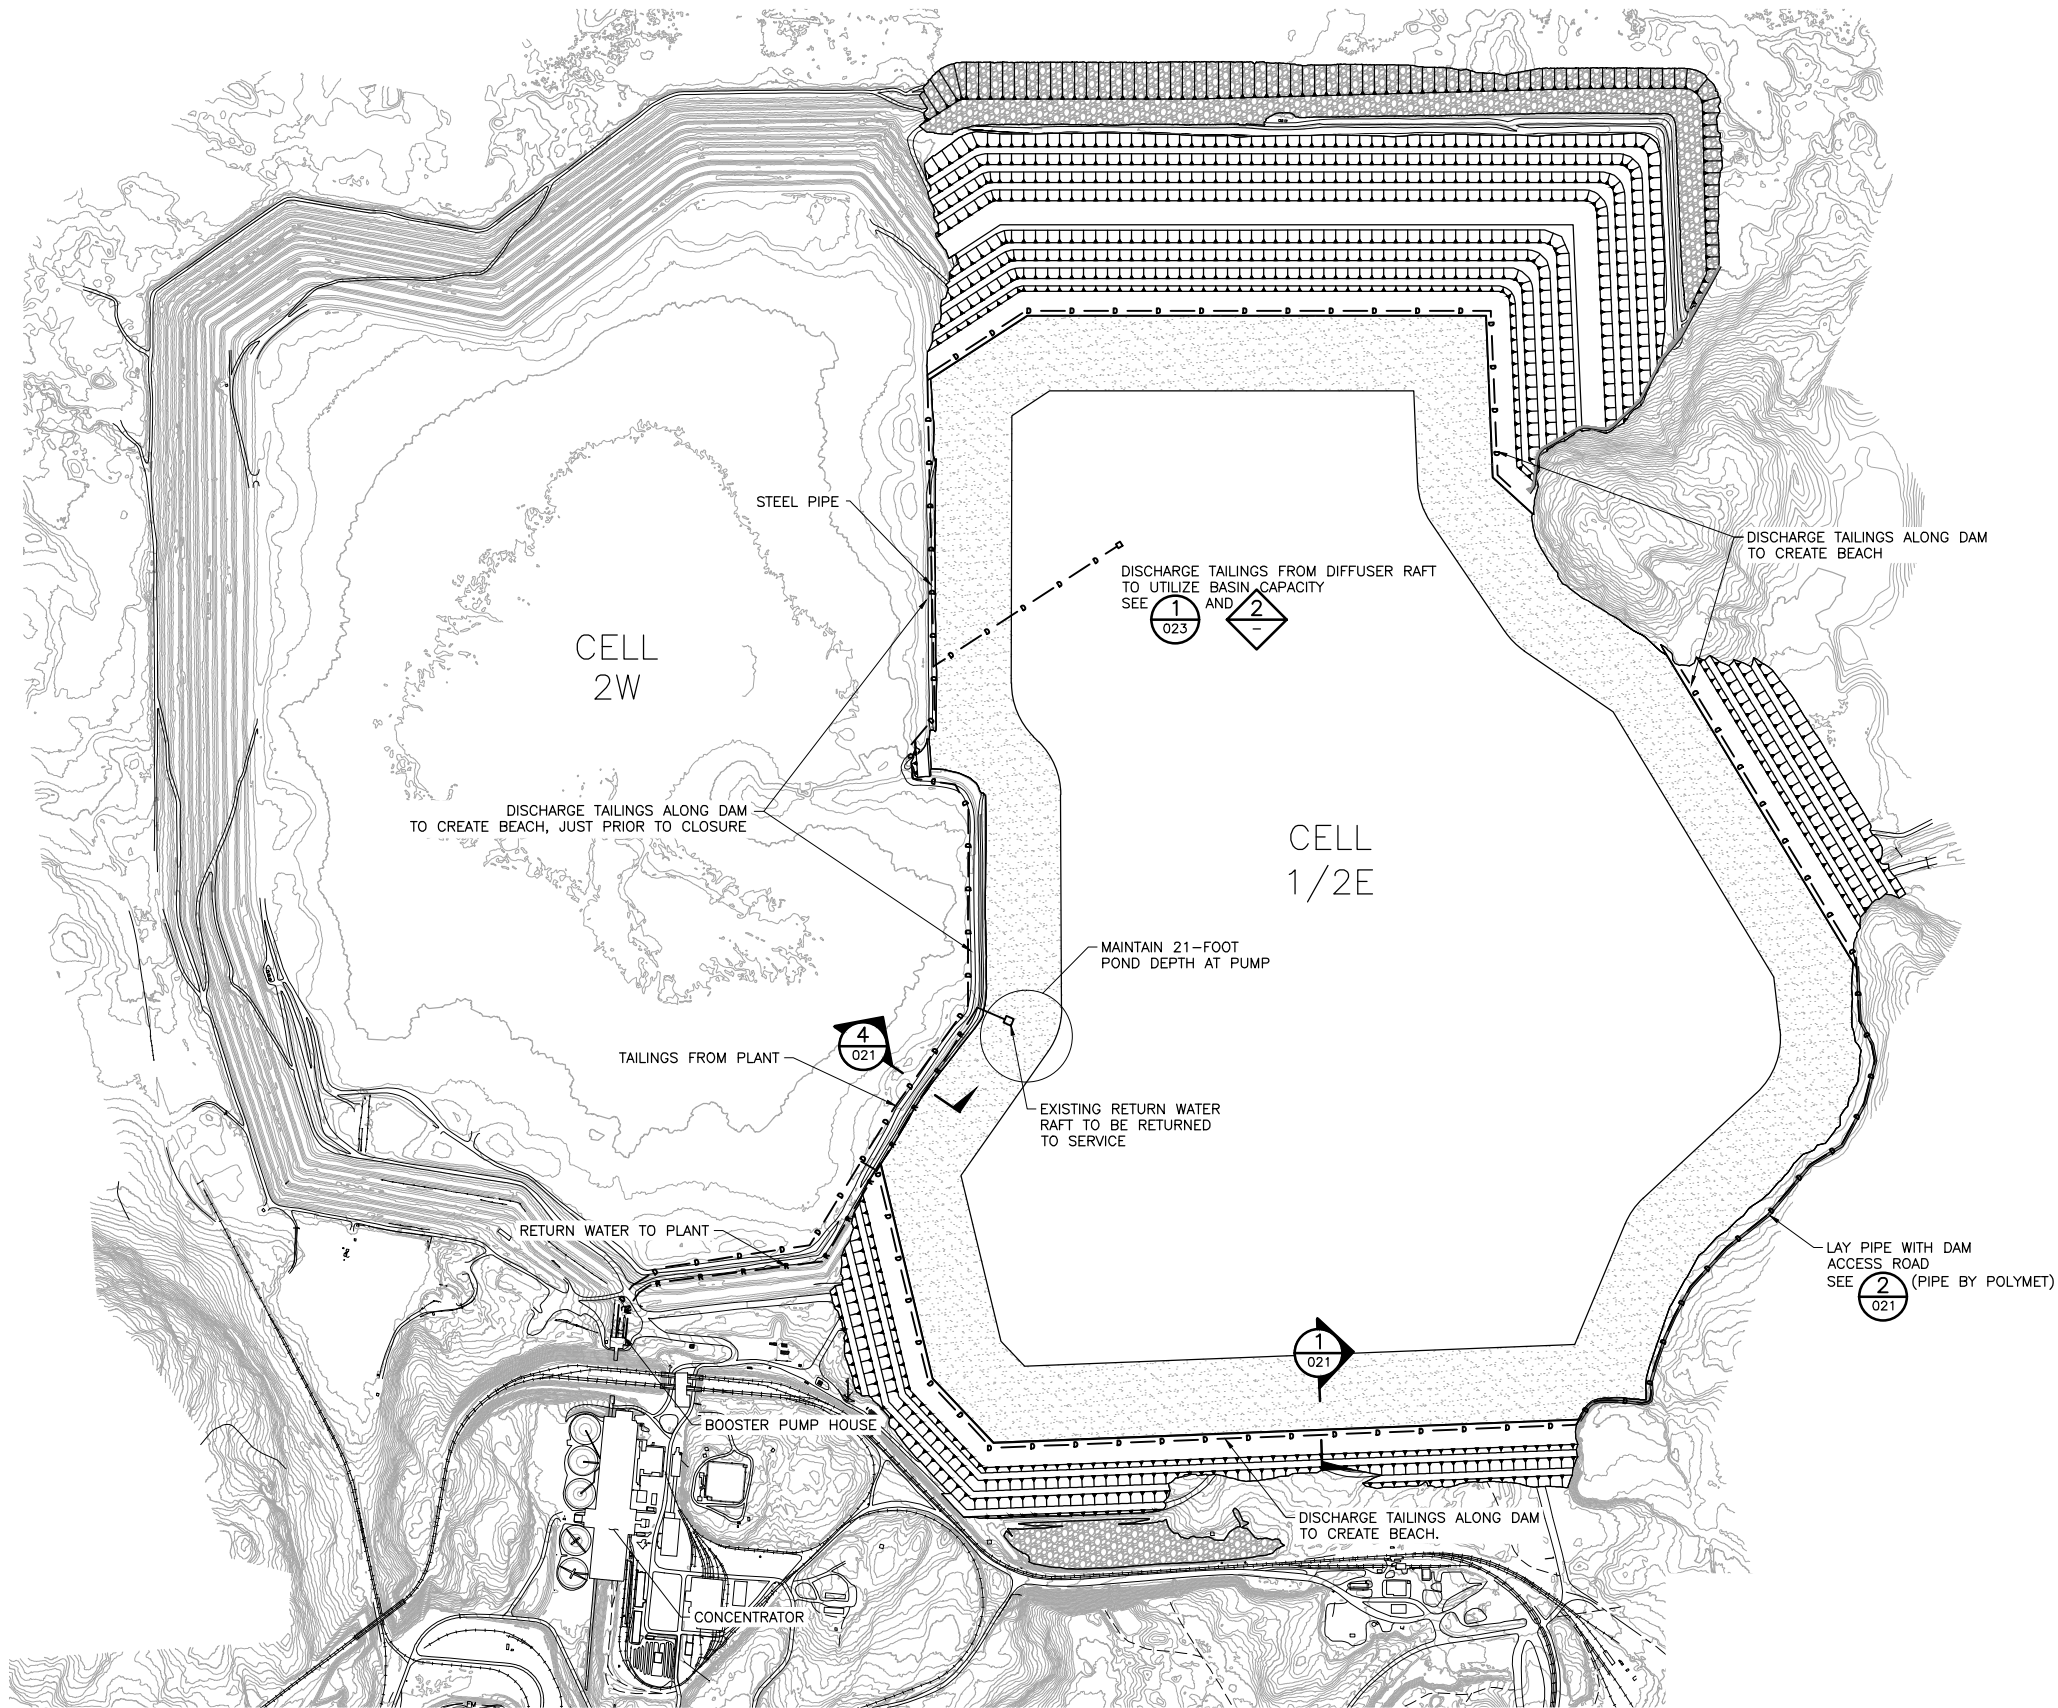 STEEL PIPE
DISCHARGE TAILINGS ALONG DAM
TO CREATE BEACH
DISCHARGE TAILINGS FROM DIFFUSER RAFT
TO UTILIZE BASIN CAPACITY
SEE 1 023 AND 2 -
CELL
2W
DISCHARGE TAILINGS ALONG DAM
TO CREATE BEACH, JUST PRIOR TO CLOSURE
CELL
1/2E
MAINTAIN 21-FOOT
POND DEPTH AT PUMP
4
021
TAILINGS FROM PLANT
EXISTING RETURN WATER
RAFT TO BE RETURNED
TO SERVICE
RETURN WATER TO PLANT
LAY PIPE WITH DAM
ACCESS ROAD
SEE 2 021 (PIPE BY POLYMET)
1
021
BOOSTER PUMP HOUSE
DISCHARGE TAILINGS ALONG DAM
TO CREATE BEACH.
CONCENTRATOR